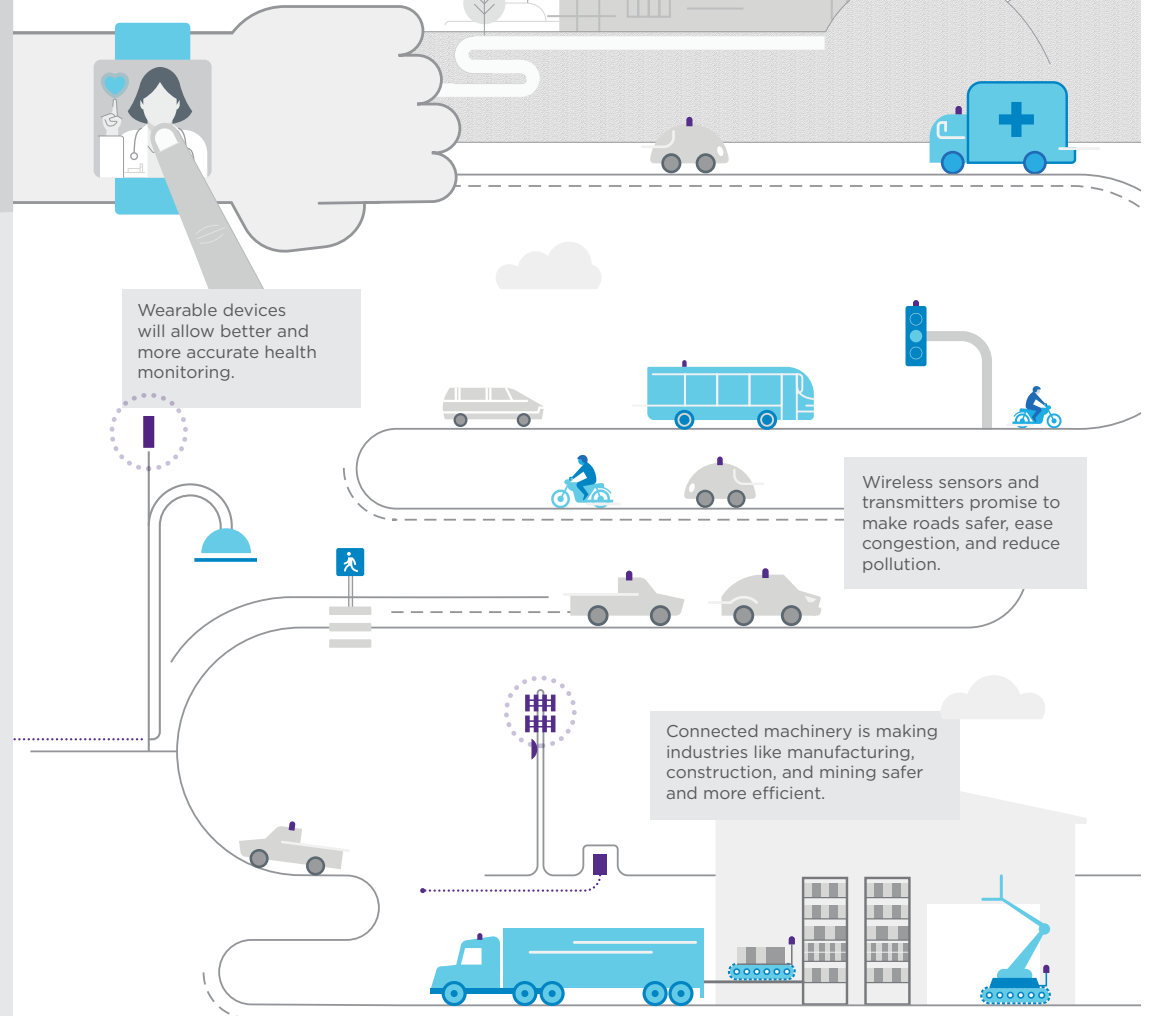 Wearable devices
will allow better and
more accurate health
monitoring.
Wireless sensors and
transmitters promise to
make roads safer, ease
congestion, and reduce
pollution.
Connected machinery is making
industries like manufacturing,
construction, and mining safer
and more efficient.